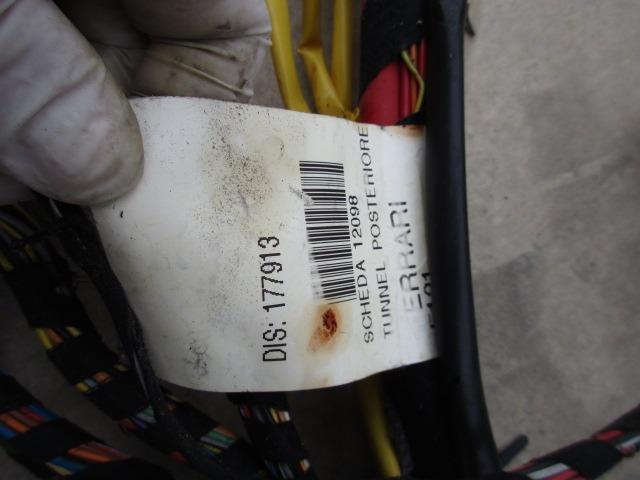 DIS: 177913
SCHEDA 12098
TUNNEL POSTERIORE
ERRARI